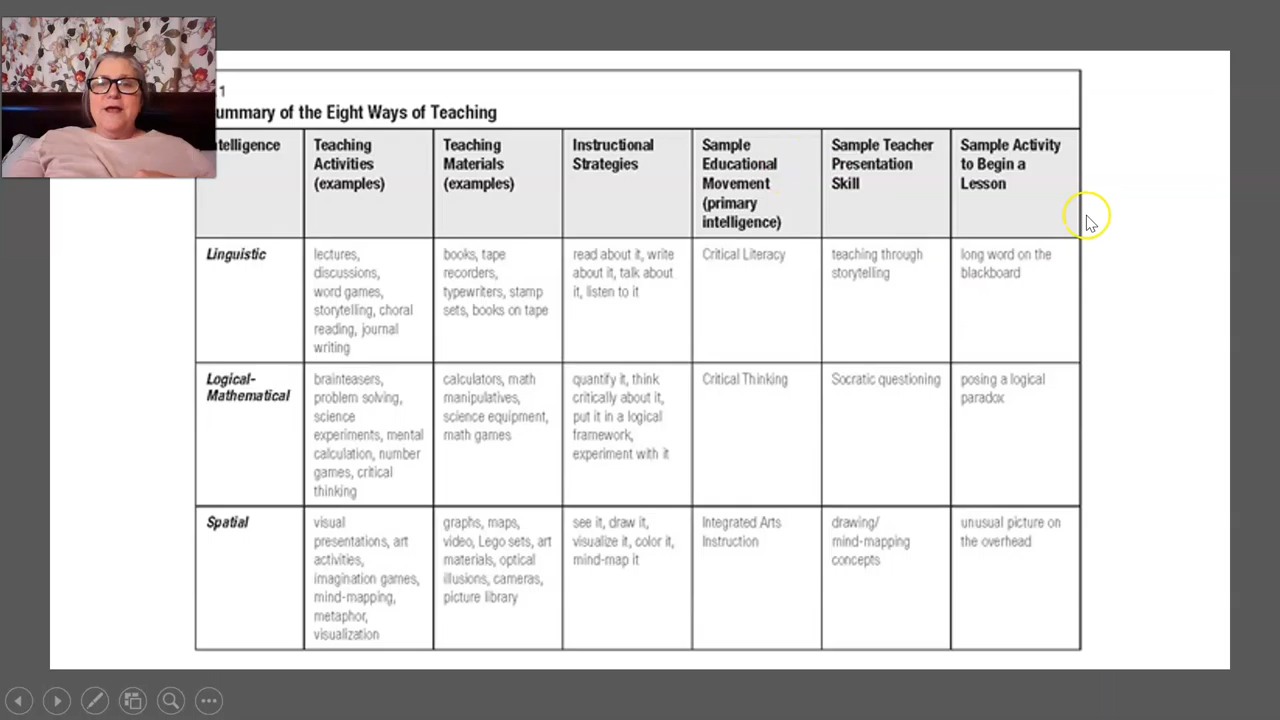 1
ummary of the Eight Ways of Teaching
telligence
Teaching
Activities
(examples)
Teaching
Materials
(examples)
Instructional
Strategies
Sample
Educational
Movement
(primary
intelligence)
Sample Teacher
Presentation
Skill
Sample Activity
to Begin a
Lesson
Linguistic
lectures,
discussions,
word games,
storytelling, choral
reading, journal
writing
books, tape
recorders,
typewriters, stamp
sets, books on tape
read about it, write
about it, talk about
it, listen to it
Critical Literacy
teaching through
storytelling
long word on the
blackboard
Logical-
Mathematical
brainteasers,
problem solving,
science
experiments, mental
calculation, number
games, critical
thinking
calculators, math
manipulatives,
science equipment,
math games
quantify it, think
critically about it,
put it in a logical
framework,
experiment with it
Critical Thinking
Socratic questioning
posing a logical
paradox
Spatial
visual
presentations, art
activities,
imagination games,
mind-mapping,
metaphor,
visualization
graphs, maps,
video, Lego sets, art
materials, optical
illusions, cameras,
picture library
see it, draw it,
visualize it, color it,
mind-map it
Integrated Arts
Instruction
drawing/
mind-mapping
concepts
unusual picture on
the overhead